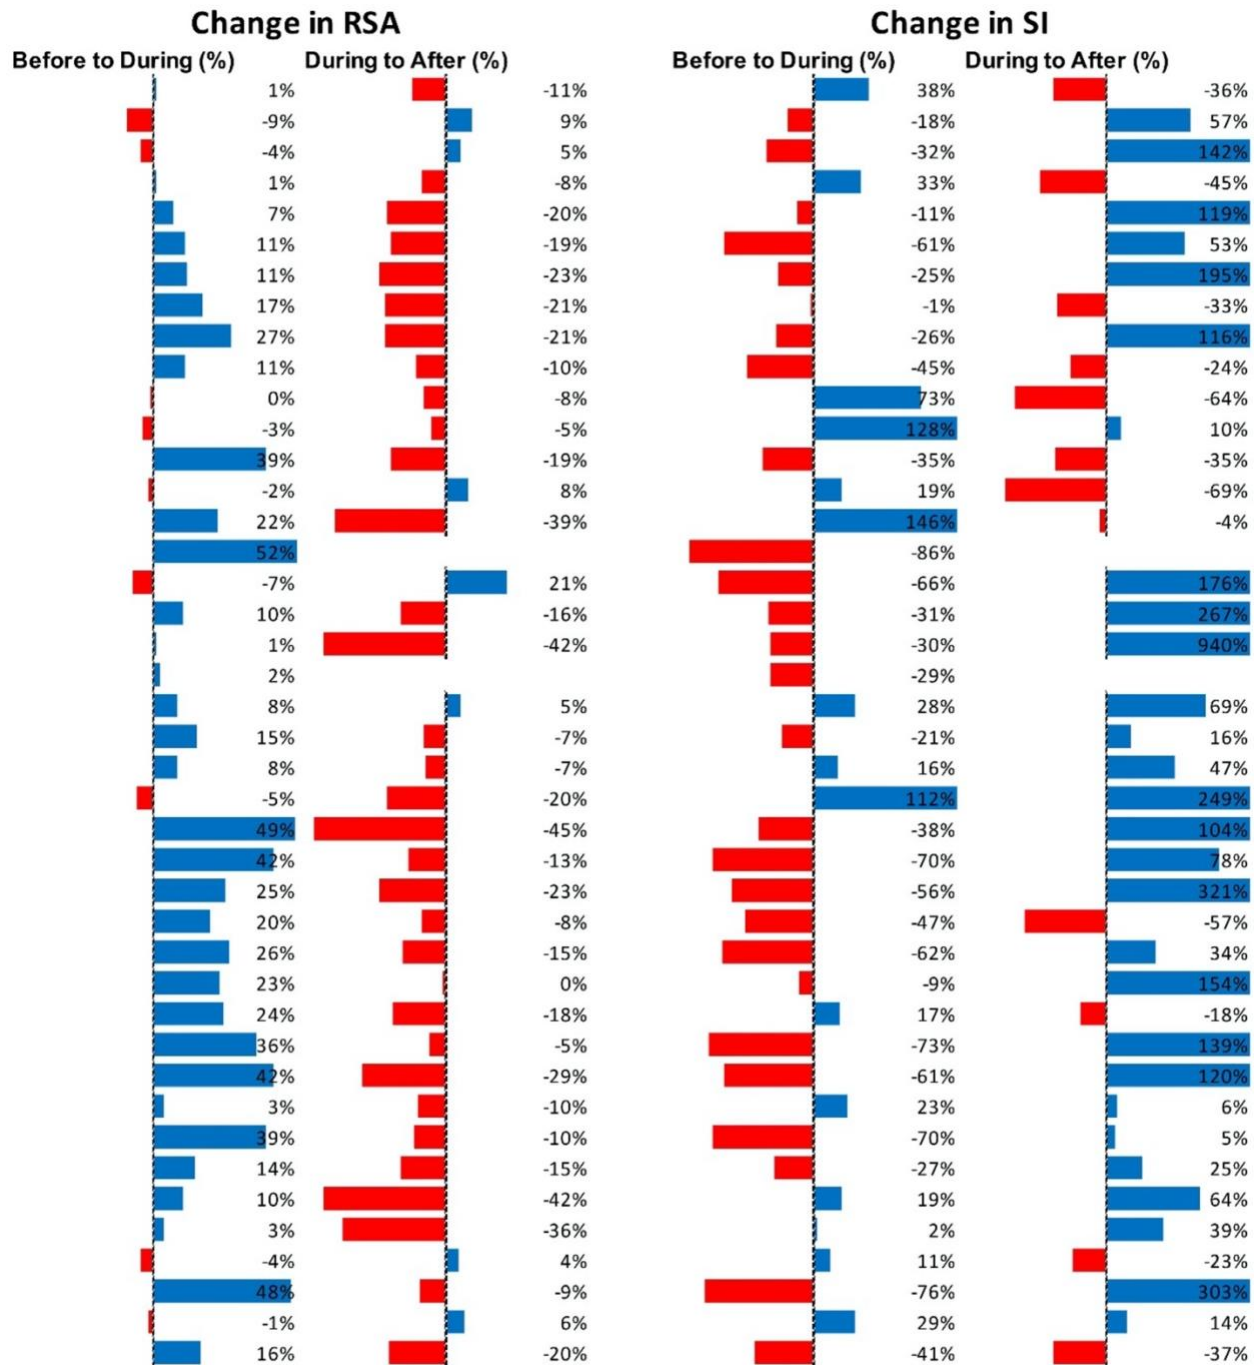 Change in RSA Change in SI
Before to During (%) During to After (%) Before to During (%) During to After (%)
1% -11% 38% -36%
-9% 9% -18% 57%
-4% 5% -32% 142%
1% -8% 33% -45%
7% -20% -11% 119%
11% -19% -61% 53%
11% -23% -25% 195%
17% -21% -1% -33%
27% -21% -26% 116%
11% -10% -45% -24%
0% -8% 73% -64%
-3% -5% 128% 10%
39% -19% -35% -35%
-2% 8% 19% -69%
22% -39% 146% -4%
52% -86%
-7% 21% -66% 176%
10% -16% -31% 267%
1% -42% -30% 940%
2% -29%
8% 5% 28% 69%
15% -7% -21% 16%
8% -7% 16% 47%
-5% -20% 112% 249%
49% -45% -38% 104%
42% -13% -70% 78%
25% -23% -56% 321%
20% -8% -47% -57%
26% -15% -62% 34%
23% 0% -9% 154%
24% -18% 17% -18%
36% -5% -73% 139%
42% -29% -61% 120%
3% -10% 23% 6%
39% -10% -70% 5%
14% -15% -27% 25%
10% -42% 19% 64%
3% -36% 2% 39%
-4% 4% 11% -23%
48% -9% -76% 303%
-1% 6% 29% 14%
16% -20% -41% -37%